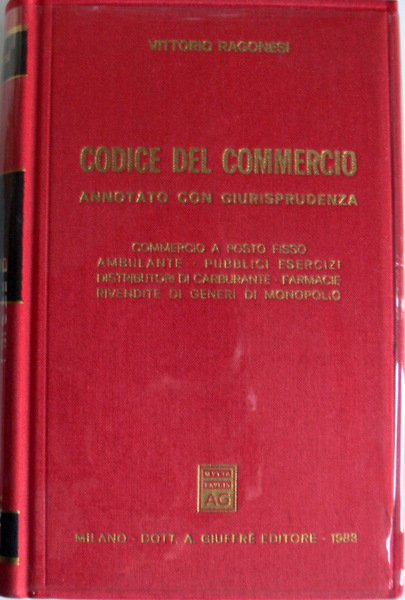 VITTORIO RAGONESI
CODICE DEL COMMERCIO
ANNOTATO CON GIURISPRUDENZA
COMMERCIO A POSTO FISSO
AMBULANTE - PUBBLICI ESERCIZI
DISTRIBUTORI DI CARBURANTE - FARMACIE
RIVENDITE DI GENERI DI MONOPOLIO
AG
MILANO - DOTT. A. GIUFFRÈ EDITORE - 1983